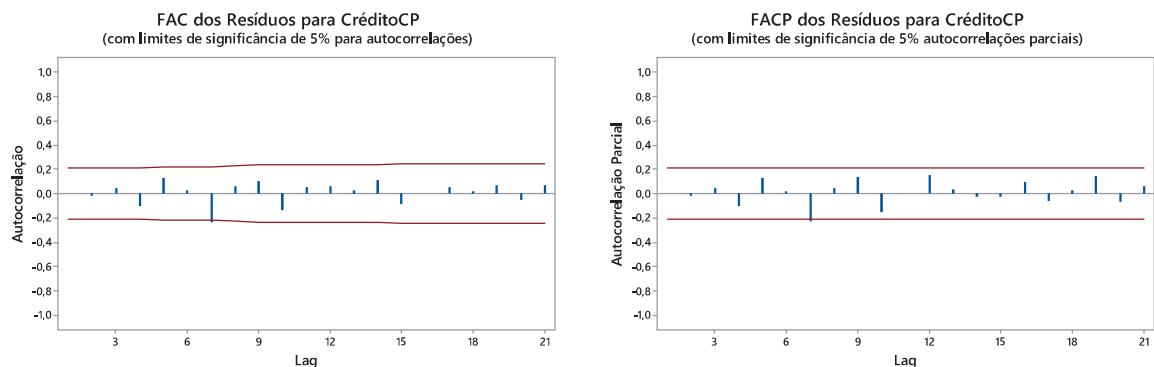 FAC dos Resíduos para CréditoCP
(com limites de significância de 5% para autocorrelações)
1,0
0,8
0,6
0,4
0,2
0,0
-0,2
-0,4
-0,6
-0,8
-1,0
Autocorrelação
3 6 9 12 15 18 21
Lag
FACP dos Resíduos para CréditoCP
(com limites de significância de 5% autocorrelações parciais)
1,0
0,8
0,6
0,4
0,2
0,0
-0,2
-0,4
-0,6
-0,8
-1,0
Autocorrelação Parcial
3 6 9 12 15 18 21
Lag